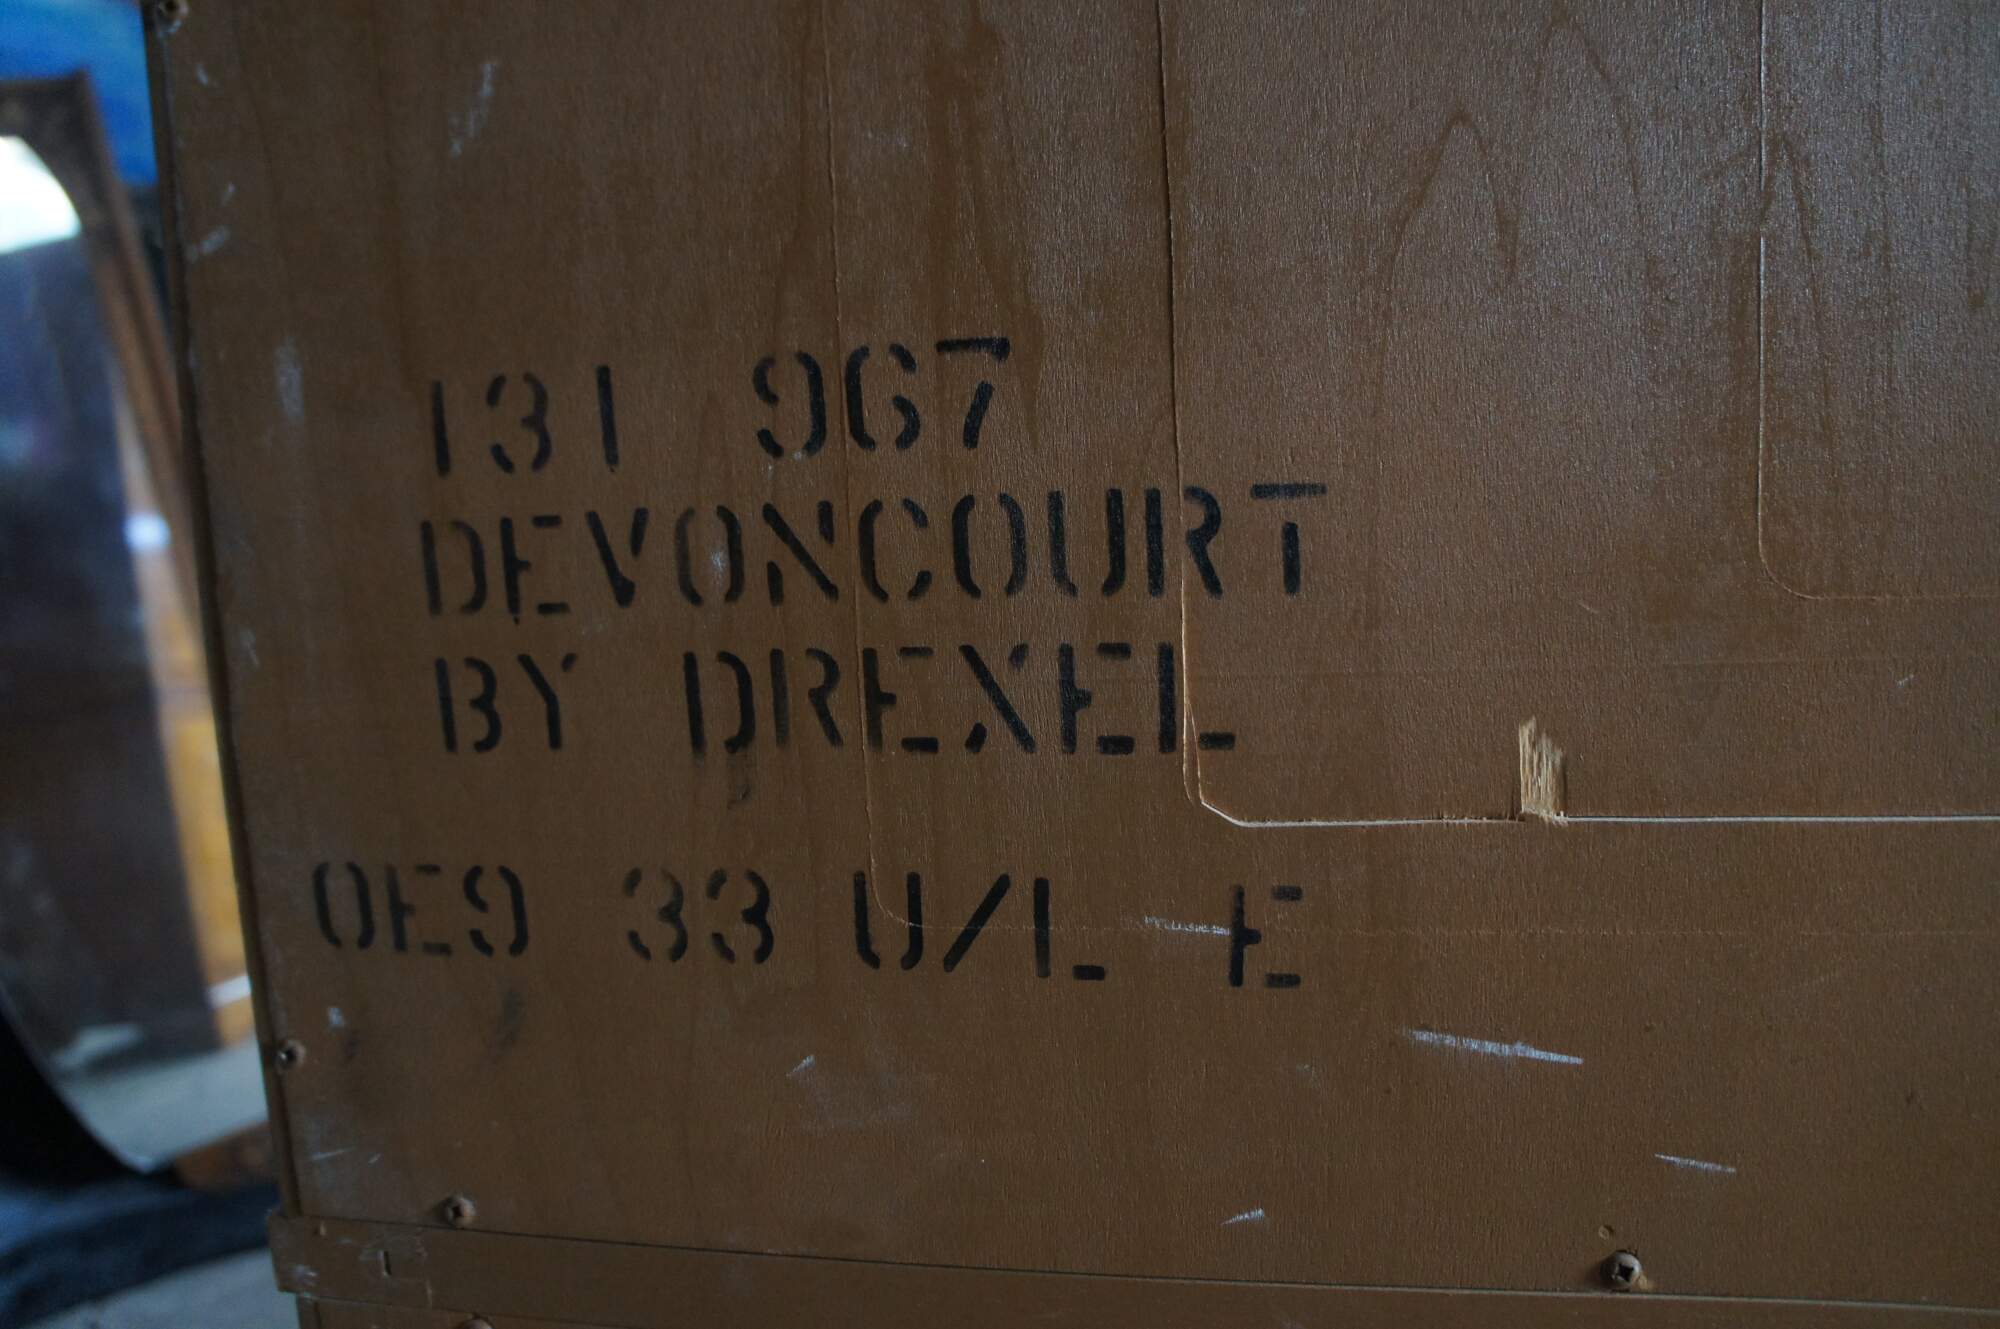 131 967
DEVONCOURT
BY DREXEL
0E9 33 U/L E